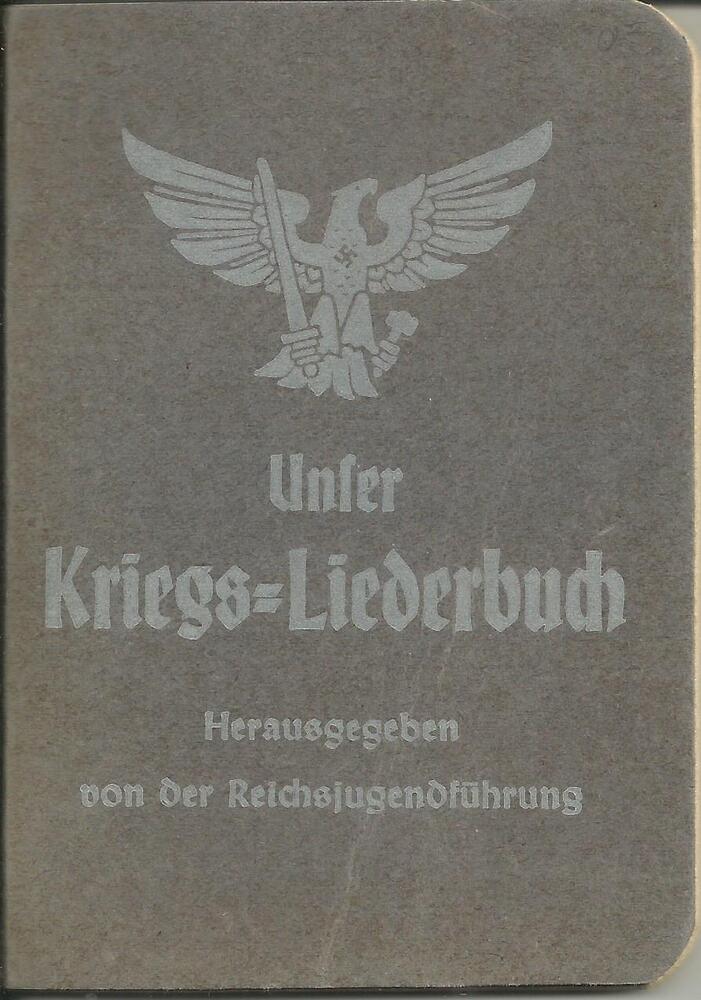 Unſer
Kriegs=Liederbuch
Herausgegeben
von der Reichsjugendführung